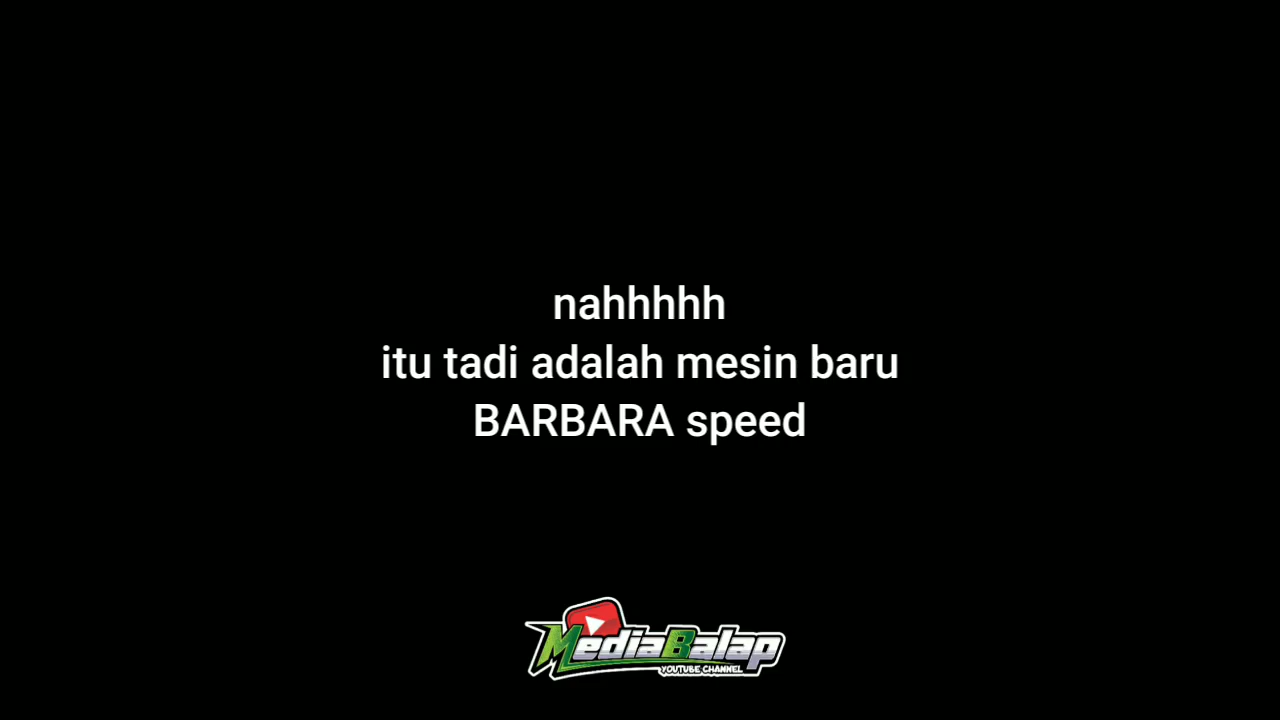 nahhhhh
itu tadi adalah mesin baru
BARBARA speed
MediaBalap
YOUTUBE CHANNEL